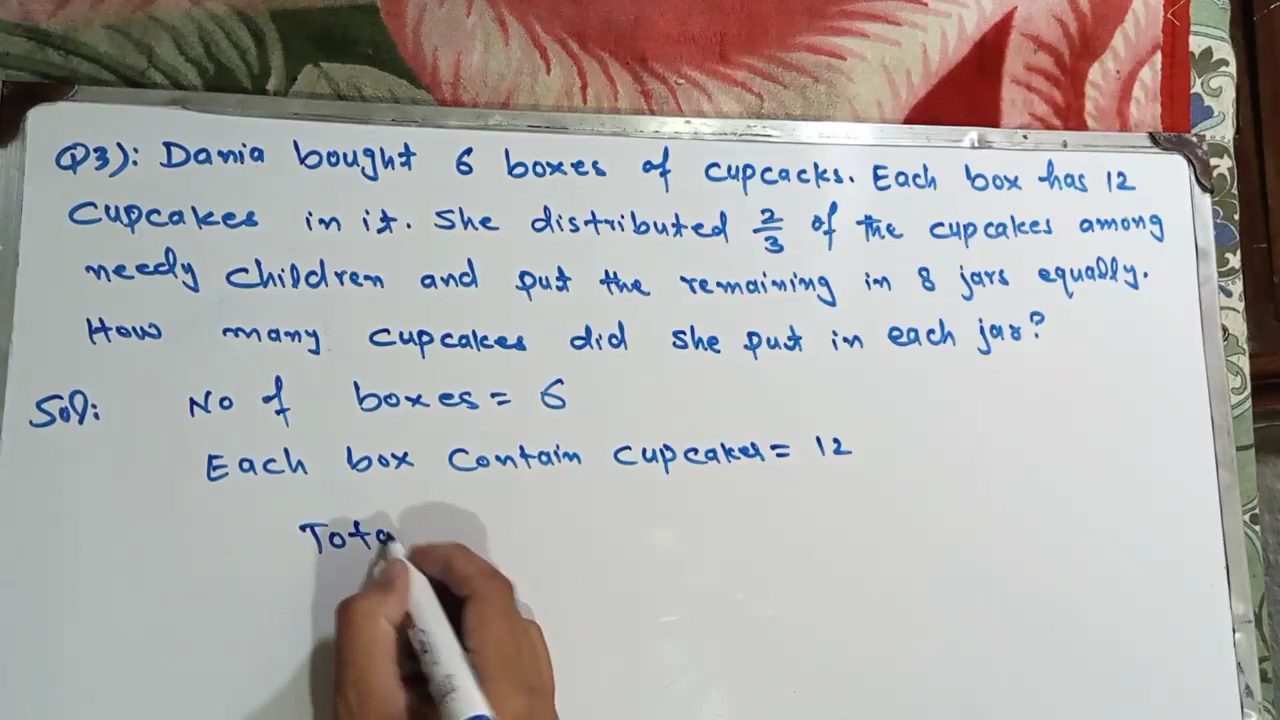 Q3): Dania bought 6 boxes of cupcacks. Each box has 12
Cupcakes in it. She distributed 2/3 of the cupcakes among
needy children and put the remaining in 8 jars equally.
How many cupcakes did she put in each jar?
Sol: No of boxes = 6
Each box Contain cupcakes = 12
Tota